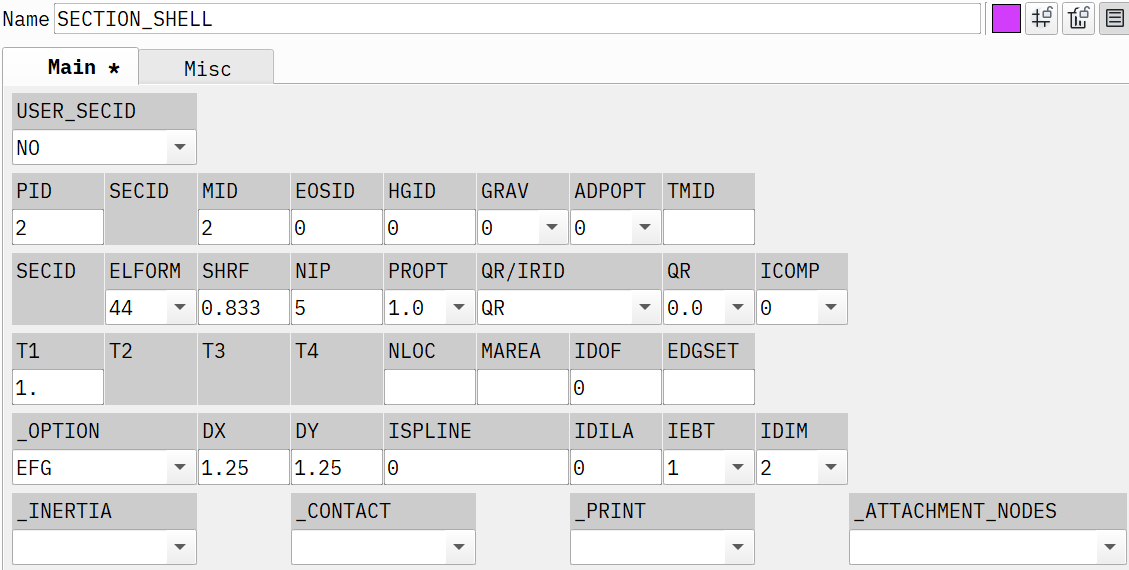 Name SECTION_SHELL
Main * Misc
USER_SECID
NO
PID SECID MID EOSID HGID GRAV ADPOPT TMID
2 2 0 0 0 0
SECID ELFORM SHRF NIP PROPT QR/IRID QR ICOMP
44 0.833 5 1.0 QR 0.0 0
T1 T2 T3 T4 NLOC MAREA IDOF EDGSET
1. 0
_OPTION DX DY ISPLINE IDILA IEBT IDIM
EFG 1.25 1.25 0 0 1 2
_INERTIA _CONTACT _PRINT _ATTACHMENT_NODES